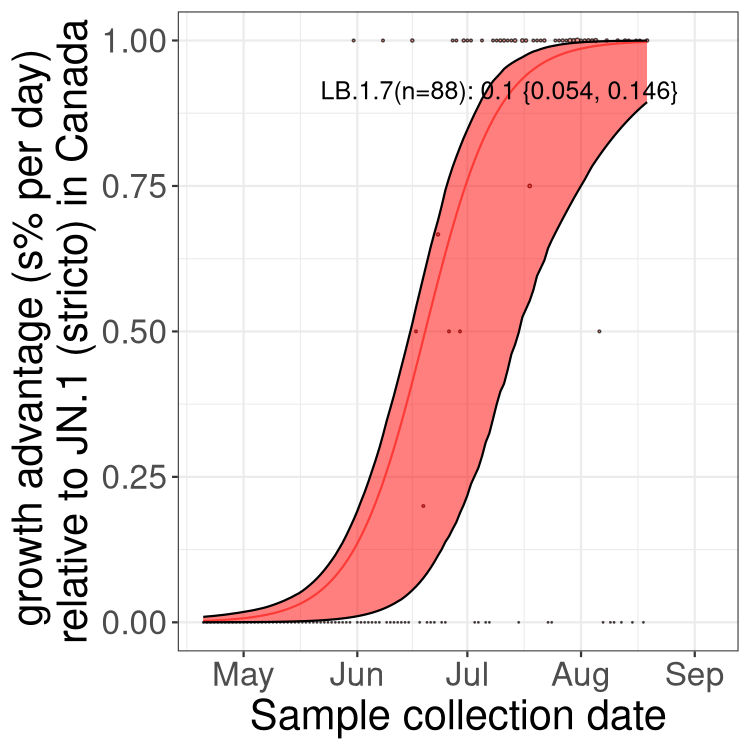 growth advantage (s% per day)
relative to JN.1 (stricto) in Canada
1.00
0.75
0.50
0.25
0.00
LB.1.7(n=88): 0.1 {0.054, 0.146}
May Jun Jul Aug Sep
Sample collection date